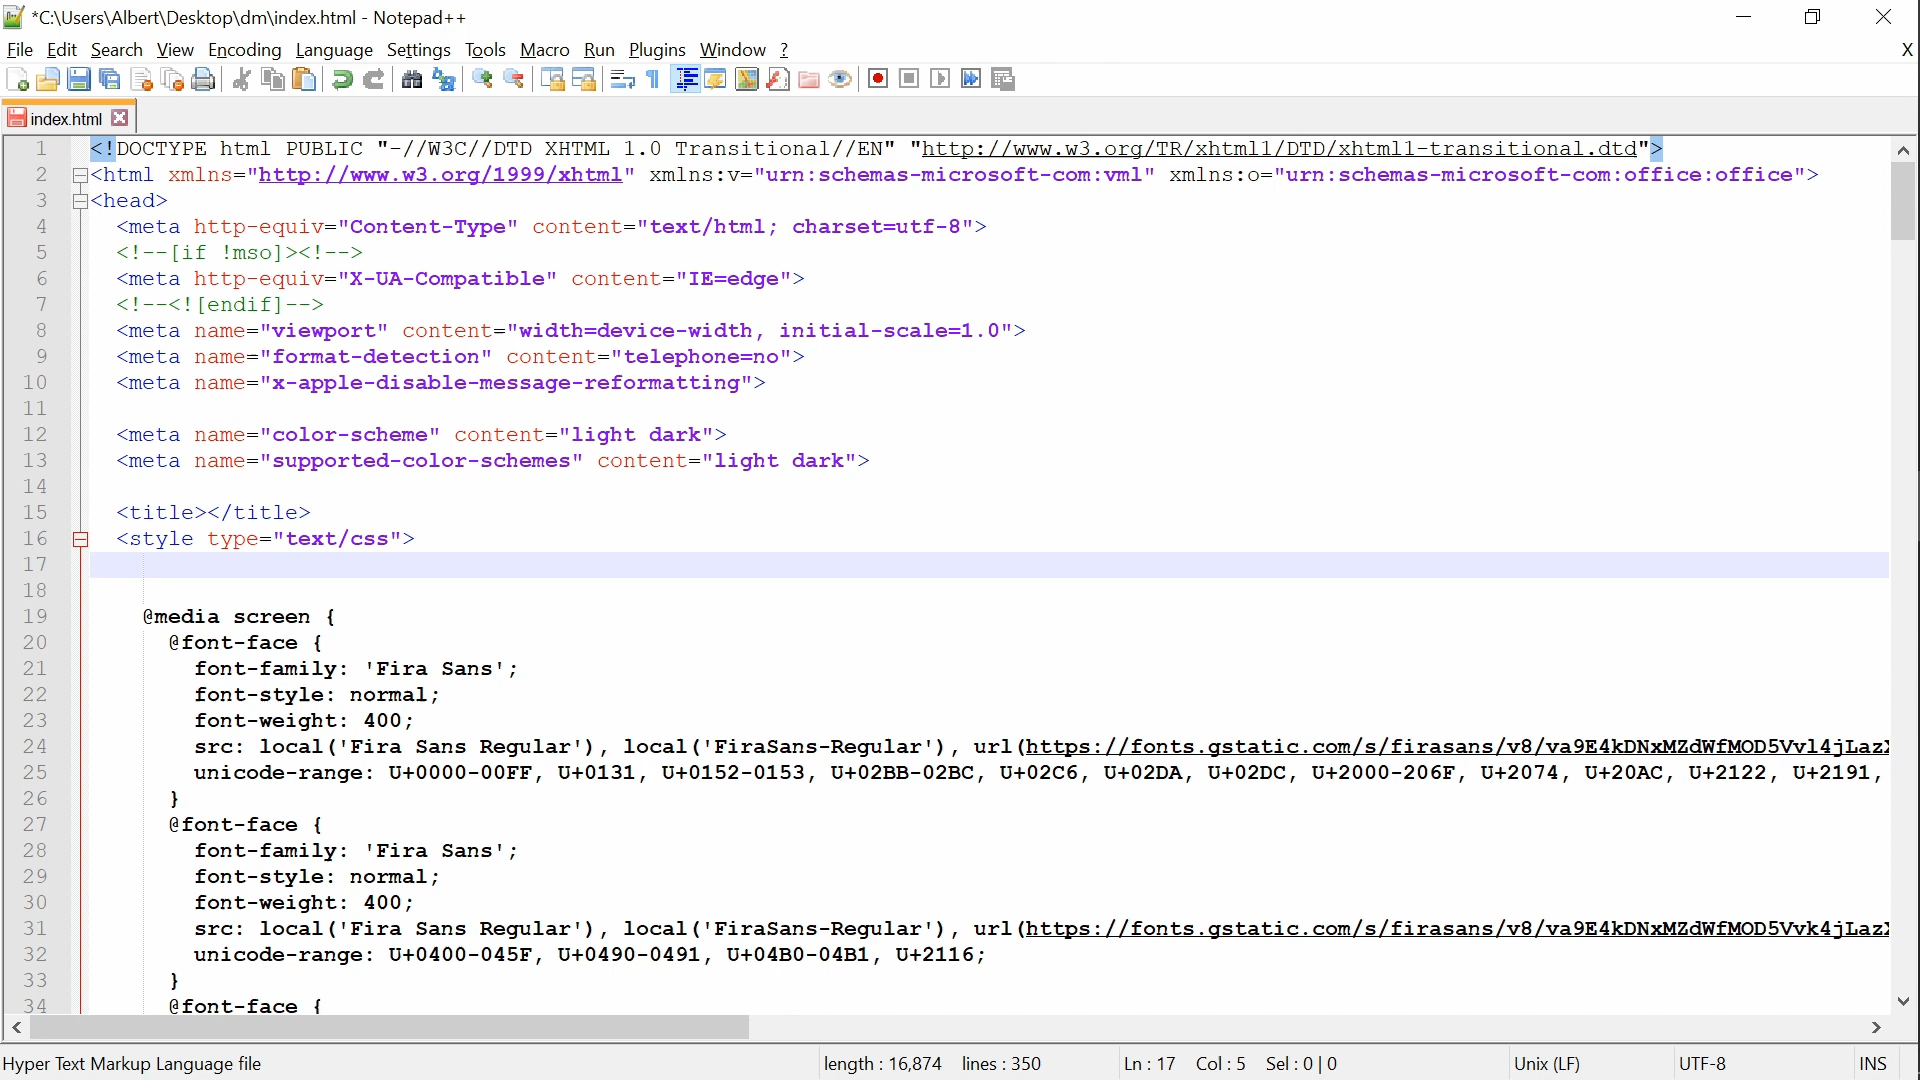 *C:\Users\Albert\Desktop\dm\index.html - Notepad++
File Edit Search View Encoding Language Settings Tools Macro Run Plugins Window ? X
index.html
1 <!DOCTYPE html PUBLIC "-//W3C//DTD XHTML 1.0 Transitional//EN" "http://www.w3.org/TR/xhtml1/DTD/xhtml1-transitional.dtd">
2 <html xmlns="http://www.w3.org/1999/xhtml" xmlns:v="urn:schemas-microsoft-com:vml" xmlns:o="urn:schemas-microsoft-com:office:office">
3 <head>
4 <meta http-equiv="Content-Type" content="text/html; charset=utf-8">
5 <!--[if !mso]><!-->
6 <meta http-equiv="X-UA-Compatible" content="IE=edge">
7 <!--<![endif]-->
8 <meta name="viewport" content="width=device-width, initial-scale=1.0">
9 <meta name="format-detection" content="telephone=no">
10 <meta name="x-apple-disable-message-reformatting">
11
12 <meta name="color-scheme" content="light dark">
13 <meta name="supported-color-schemes" content="light dark">
14
15 <title></title>
16 <style type="text/css">
17
18
19 @media screen {
20 @font-face {
21 font-family: 'Fira Sans';
22 font-style: normal;
23 font-weight: 400;
24 src: local('Fira Sans Regular'), local('FiraSans-Regular'), url(https://fonts.gstatic.com/s/firasans/v8/va9E4kDNxMZdWfMOD5Vvl4jLaz
25 unicode-range: U+0000-00FF, U+0131, U+0152-0153, U+02BB-02BC, U+02C6, U+02DA, U+02DC, U+2000-206F, U+2074, U+20AC, U+2122, U+2191,
26 }
27 @font-face {
28 font-family: 'Fira Sans';
29 font-style: normal;
30 font-weight: 400;
31 src: local('Fira Sans Regular'), local('FiraSans-Regular'), url(https://fonts.gstatic.com/s/firasans/v8/va9E4kDNxMZdWfMOD5Vvk4jLaz
32 unicode-range: U+0400-045F, U+0490-0491, U+04B0-04B1, U+2116;
33 }
34 @font-face {
Hyper Text Markup Language file length : 16,874 lines : 350 Ln : 17 Col : 5 Sel : 0 | 0 Unix (LF) UTF-8 INS